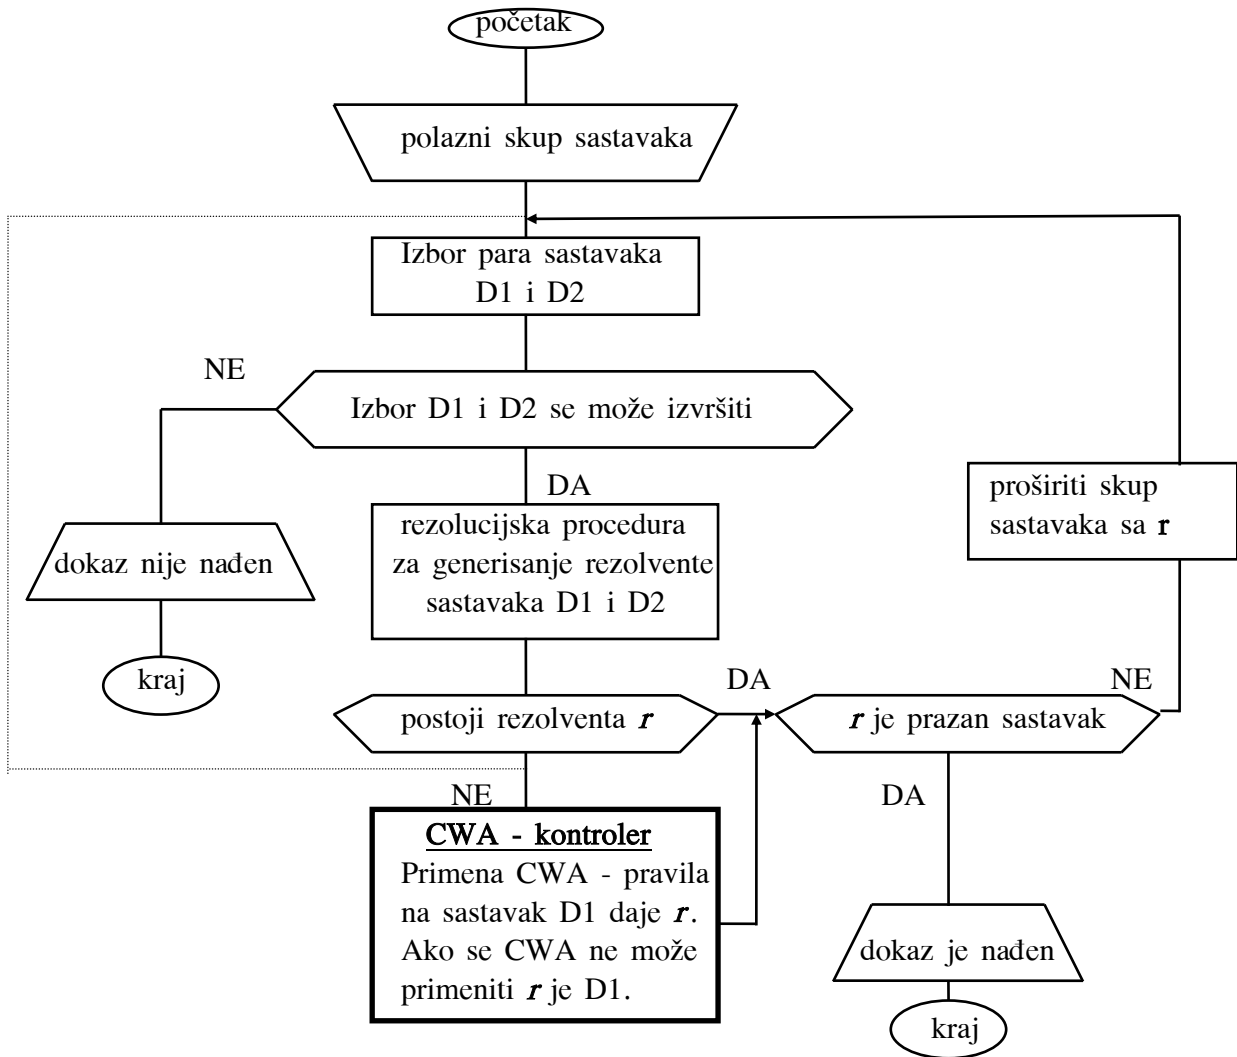 početak
polazni skup sastavaka
Izbor para sastavaka
D1 i D2
NE
Izbor D1 i D2 se može izvršiti
DA
proširiti skup
sastavaka sa r
rezolucijska procedura
za generisanje rezolvente
sastavaka D1 i D2
dokaz nije nađen
kraj
DA
NE
postoji rezolventa r
r je prazan sastavak
NE
DA
CWA - kontroler
Primena CWA - pravila
na sastavak D1 daje r.
Ako se CWA ne može
primeniti r je D1.
dokaz je nađen
kraj